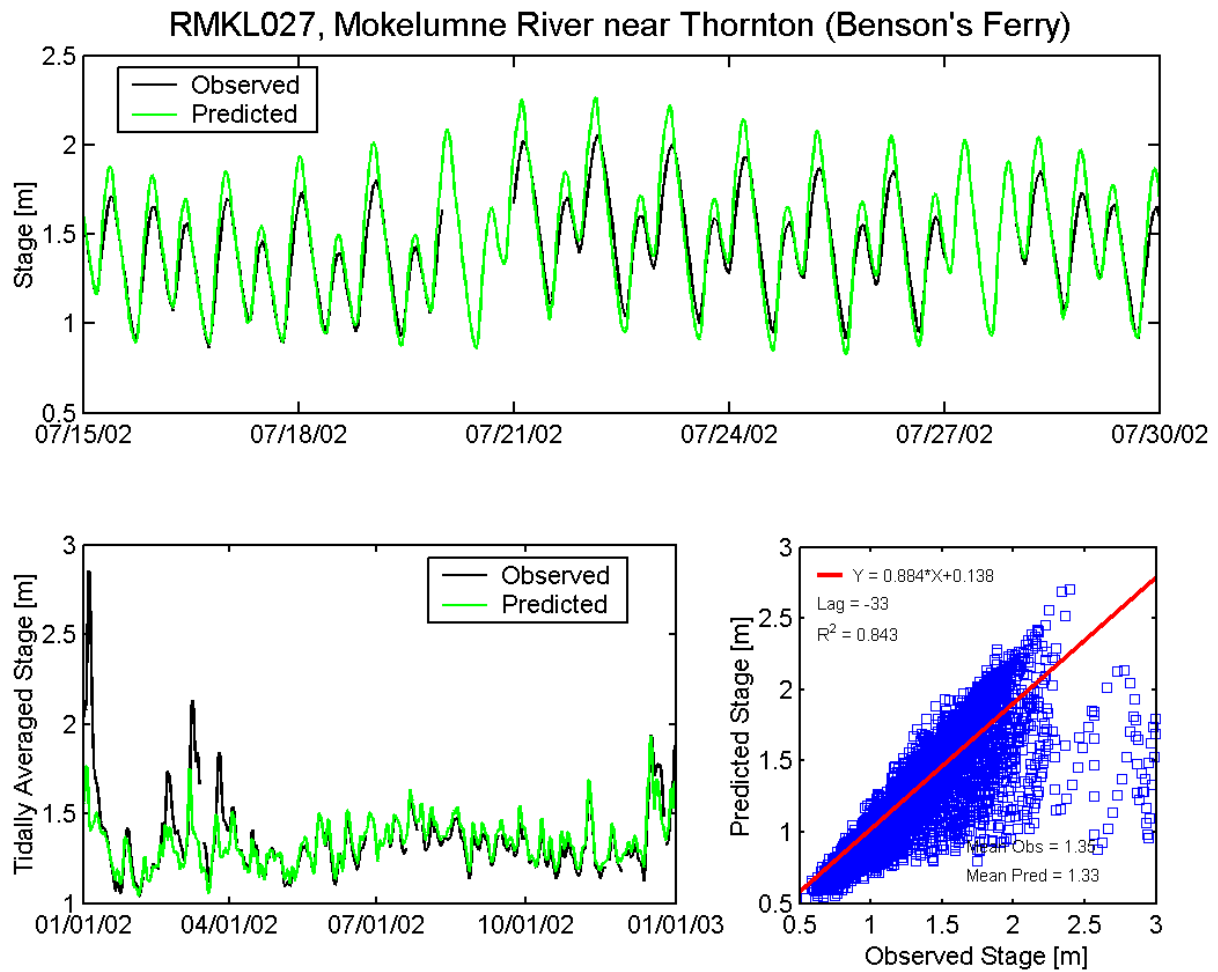 RMKL027, Mokelumne River near Thornton (Benson's Ferry)
2.5
2
1.5
1
0.5
Stage [m]
Observed
Predicted
07/15/02 07/18/02 07/21/02 07/24/02 07/27/02 07/30/02
3
2.5
2
1.5
1
Tidally Averaged Stage [m]
Observed
Predicted
01/01/02 04/01/02 07/01/02 10/01/02 01/01/03
3
2.5
2
1.5
1
0.5
Predicted Stage [m]
Y = 0.884*X+0.138
Lag = -33
R² = 0.843
Mean Obs = 1.35
Mean Pred = 1.33
0.5 1 1.5 2 2.5 3
Observed Stage [m]